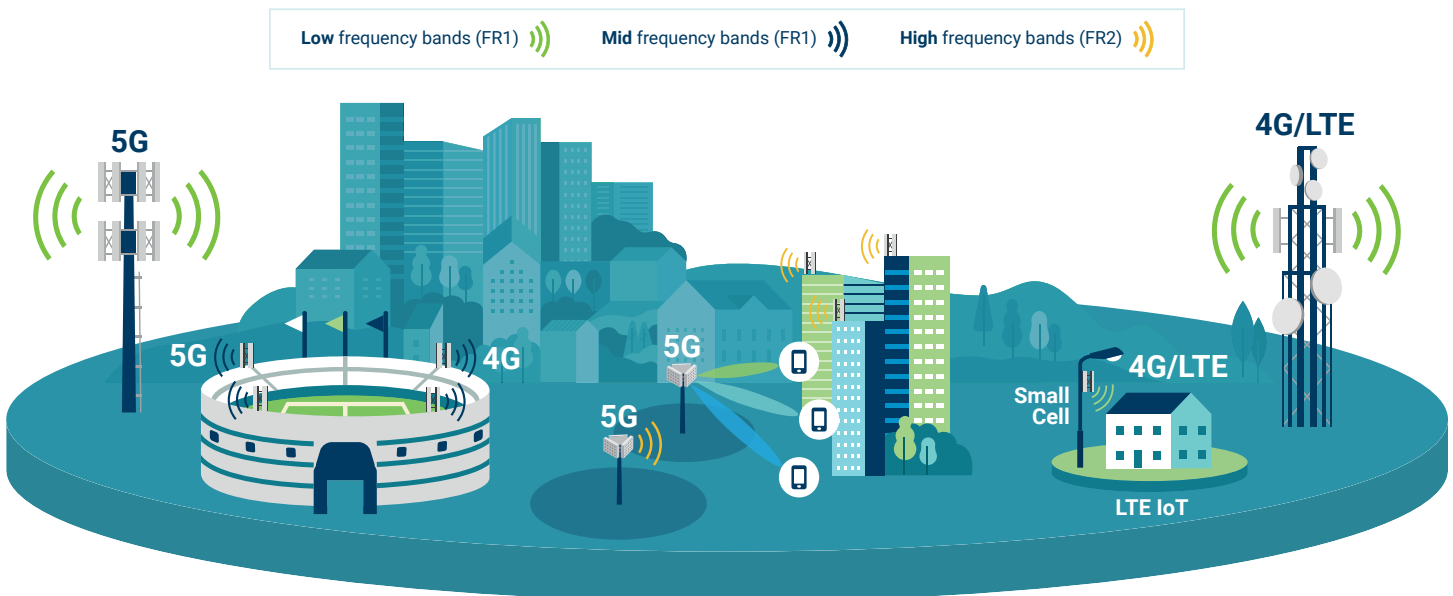 Low frequency bands (FR1)
Mid frequency bands (FR1)
High frequency bands (FR2)
5G
4G/LTE
5G
4G
5G
5G
4G/LTE
Small
Cell
LTE IoT